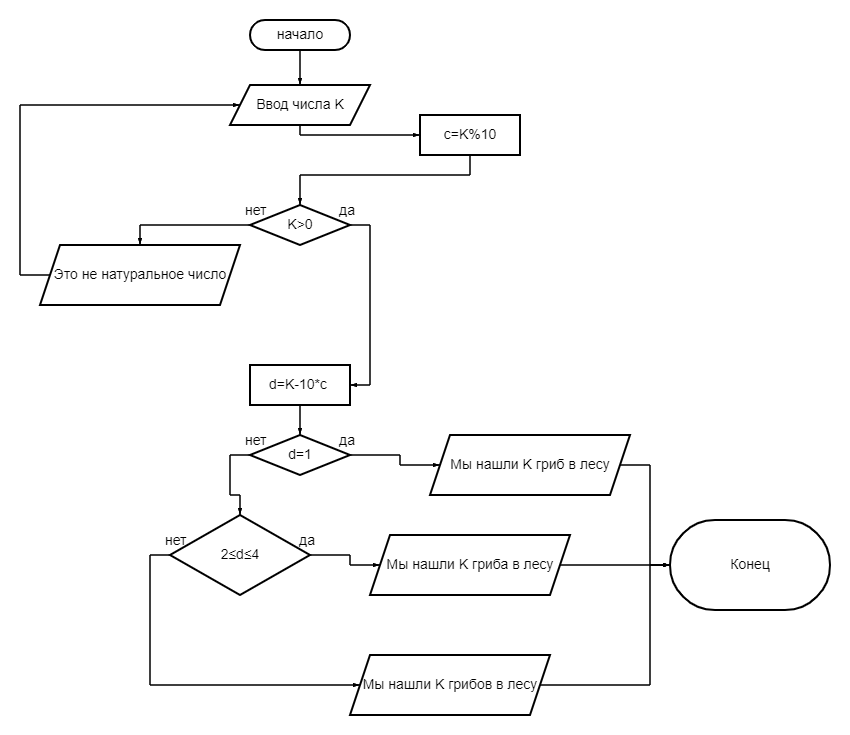 начало
Ввод числа K
c=K%10
нет
да
K>0
Это не натуральное число
d=K-10*c
нет
да
d=1
Мы нашли K гриб в лесу
нет
да
2≤d≤4
Мы нашли K гриба в лесу
Конец
Мы нашли K грибов в лесу